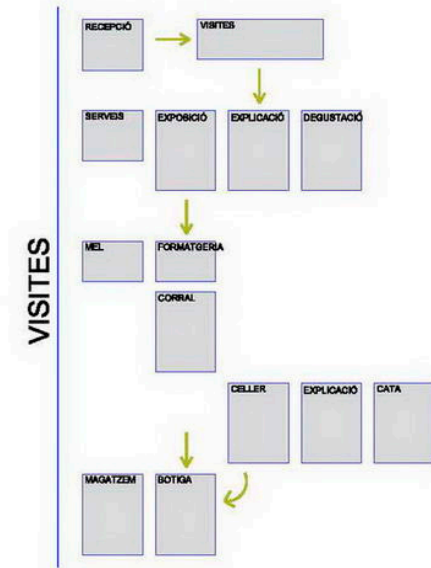 VISITES
RECEPCIÓ
VISITES
SERVEIS
EXPOSICIÓ
EXPLICACIÓ
DEGUSTACIÓ
MEL
FORMATGERIA
CORRAL
CELLER
EXPLICACIÓ
CATA
MAGATZEM
BOTIGA